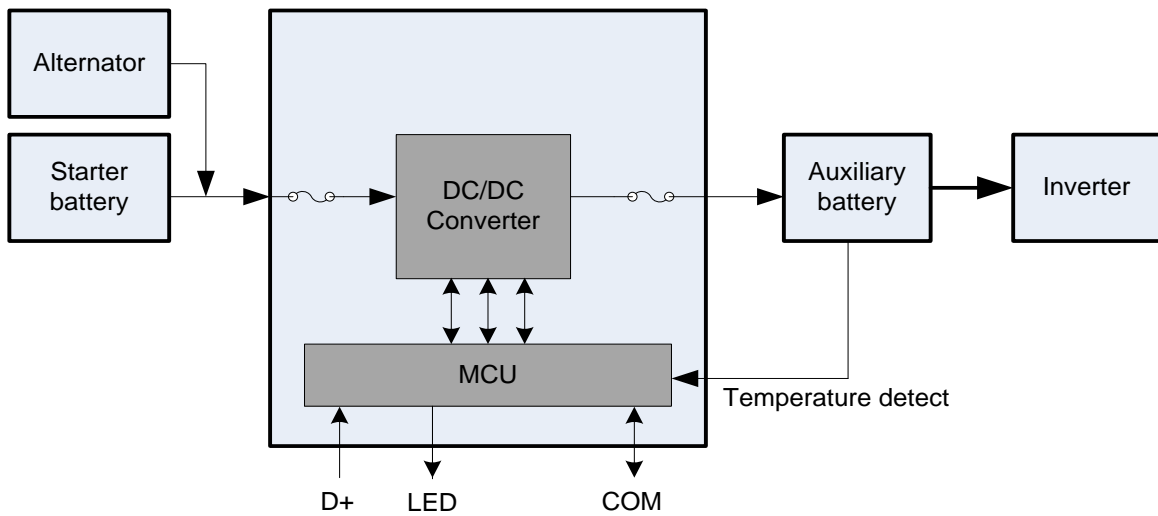 Alternator
Starter
battery
DC/DC
Converter
Auxiliary
battery
Inverter
MCU
Temperature detect
D+
LED
COM